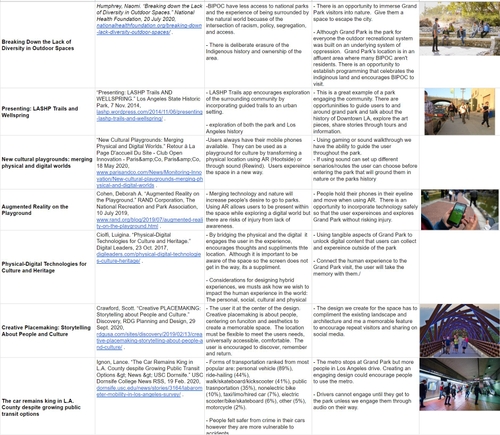 Breaking Down the Lack of
Diversity in Outdoor Spaces
Humphrey, Naomi. "Breaking down the
Lack of Diversity in Outdoor
Spaces." National
Health Foundation, 20 July 2020,
nationalhealthfoundation.org/breaking-down-
lack-diversity-outdoor-spaces/ .
-BIPOC have less access to national parks
and the experience of being surrounded by
the natural world because of the
intersection of racism, policy, segregation,
and access.
- There is deliberate erasure of the
Indigenous history and ownership of the
area.
- There is an opportunity to immerse Grand
Park visitors into nature. Give them a
space to escape the city.
- Although Grand Park is the park for
everyone the outdoor recreational system
was built on an underlying system of
oppression. Grand Park's location is in an
affluent area where many BIPOC aren't
residents. There is an opportunity to
establish programming that celebrates the
indigenous land and encourages BIPOC to
visit.
Presenting: LASHP Trails and
Wellspring
"Presenting: LASHP Trails AND
WELLSPRING." Los Angeles State Historic
Park, 7 Nov. 2014,
lashp.wordpress.com/2014/11/06/presenting
-lashp-trails-and-wellspring/.
- LASHP Trails app encourages exploration
of the surrounding community by
incorporating guided trails to an urban
setting.
- exploration of both the park and Los
Angeles history
- This is a great example of a park
engaging the community. There are
opportunities to guide users to and
around grand park and talk about the
history of Downtown LA, explore the art
pieces, share stories through tours and
information.
New cultural playgrounds: merging
physical and digital worlds
"New Cultural Playgrounds: Merging
Physical and Digital Worlds." Retour à La
Page D'accueil Du Site - Club Open
Innovation - Paris&amp;Co, Paris&amp;Co,
18 May 2020,
www.parisandco.com/News/Monitoring-Inno
vation/New-cultural-playgrounds-merging-ph
ysical-and-digital-worlds
-Users always have their mobile phones
available. They can be used as a
playground for culture by transforming a
physical location using AR (Hootside) or
through sound (Rewind). Users experience
the space in a new way.
- Using gaming or sound walkthrough we
have the ability to guide the user
throughout the park.
- If using sound can set up different
scenarios/routes the user can choose before
entering the park that will ground them in
nature or the parks history
Augmented Reality on the
Playground
Cohen, Deborah A. "Augmented Reality on
the Playground." RAND Corporation, The
National Recreation and Park Association,
10 July 2019,
www.rand.org/blog/2019/07/augmented-real
ity-on-the-playground.html .
- Merging technology and nature will
increase people's desire to go to parks.
Using AR allows users to be present within
the space while exploring a digital world but
there are risks of injury from lack of
awareness.
- People hold their phones in their eyeline
and move when using AR. There is an
opportunity to incorporate technology safely
so that the user experiences and explores
Grand Park without risking injury
Physical-Digital Technologies for
Culture and Heritage
Ciolfi, Luigina. "Physical-Digital
Technologies for Culture and Heritage."
Digital Leaders, 23 Oct. 2017,
digileaders.com/physical-digital-technologie
s-culture-heritage/ .
- By bridging the physical and the digital it
engages the user in the experience,
encourages thoughts and supplements the
location. Although it is important to be
aware of the space so the screen does not
get in the way, its a suppliment.
- Considerations for designing hybrid
experiences, we musts ask how we wish to
impact the human experience in the world:
The personal, social, cultural and physical
- Using tangible aspects of Grand Park to
unlock digital content that users can collect
and experience outside of the park
- Connect the human experience to the
Grand Park visit, the user will take the
memory with them./
Creative Placemaking: Storytelling
About People and Culture
Crawford, Scott. "Creative PLACEMAKING:
Storytelling about People and Culture."
Discovery, RDG Planning and Design, 29
Sept. 2020,
rdgusa.com/sites/discovery/2019/02/13/crea
tive-placemaking-storytelling-about-people-a
nd-culture/ .
- The user it at the center of the design.
Creative placemaking is about people,
centering on function and aesthetics to
create a memorable space. The location
must be flexible to meet the users needs,
universally accessible, comfortable. The
user is encouraged to discover, remember
and return.
- The design we create for the space has to
compliment the existing landscape and
architecture and me a memorable feature
to encourage repeat visitors and sharing on
social media.
The car remains king in L.A.
County despite growing public
transit options
Ignon, Lance. "The Car Remains King in
L.A. County despite Growing Public Transit
Options &gt; News &gt; USC Dornsife." USC
Dornsife College News RSS, 19 Feb. 2020,
dornsife.usc.edu/news/stories/3164/labarom
eter-mobility-in-los-angeles-survey/ .
- Forms of transportation ranked from most
popular are: personal vehicle (89%),
ride-hailing (44%),
walk/skateboard/kickscooter (41%), public
transportation (35%), nonelectric bike
(10%), taxi/limo/hired car (7%), electric
scooter/bike/skateboard (6%), other (5%),
motorcycle (2%).
- People felt safer from crime in their cars
however they are more vulnerable to
accidents.
- The metro stops at Grand Park but more
people in Los Angeles drive. Creating an
engaging design could encourage people to
use the metro.
- Drivers cannot engage until they get to
the park unless we engage them through
audio on their way.